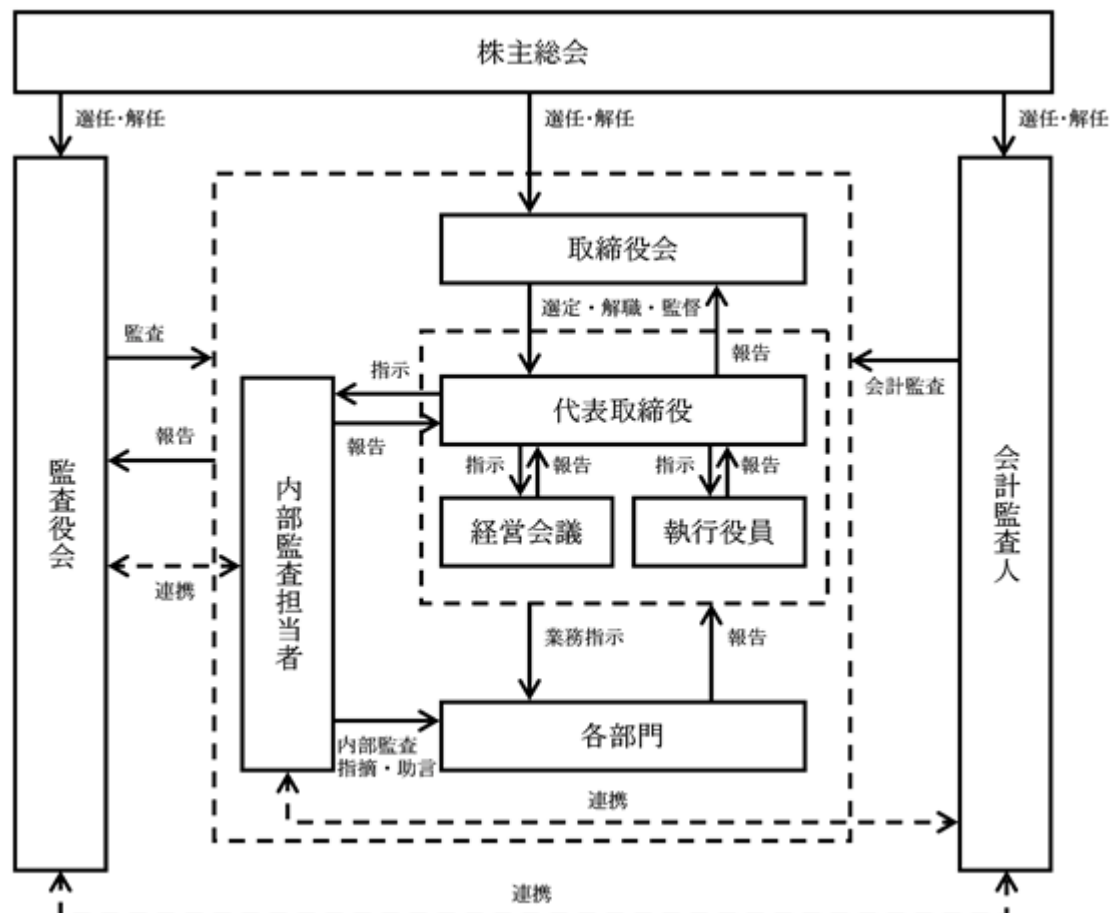 株主総会
選任・解任
選任・解任
選任・解任
取締役会
選定・解職・監督
監査
報告
指示
代表取締役
会計監査
報告
報告
指示
報告
指示
報告
監査役会
内部監査担当者
経営会議
執行役員
会計監査人
連携
業務指示
報告
各部門
内部監査
指摘・助言
連携
連携